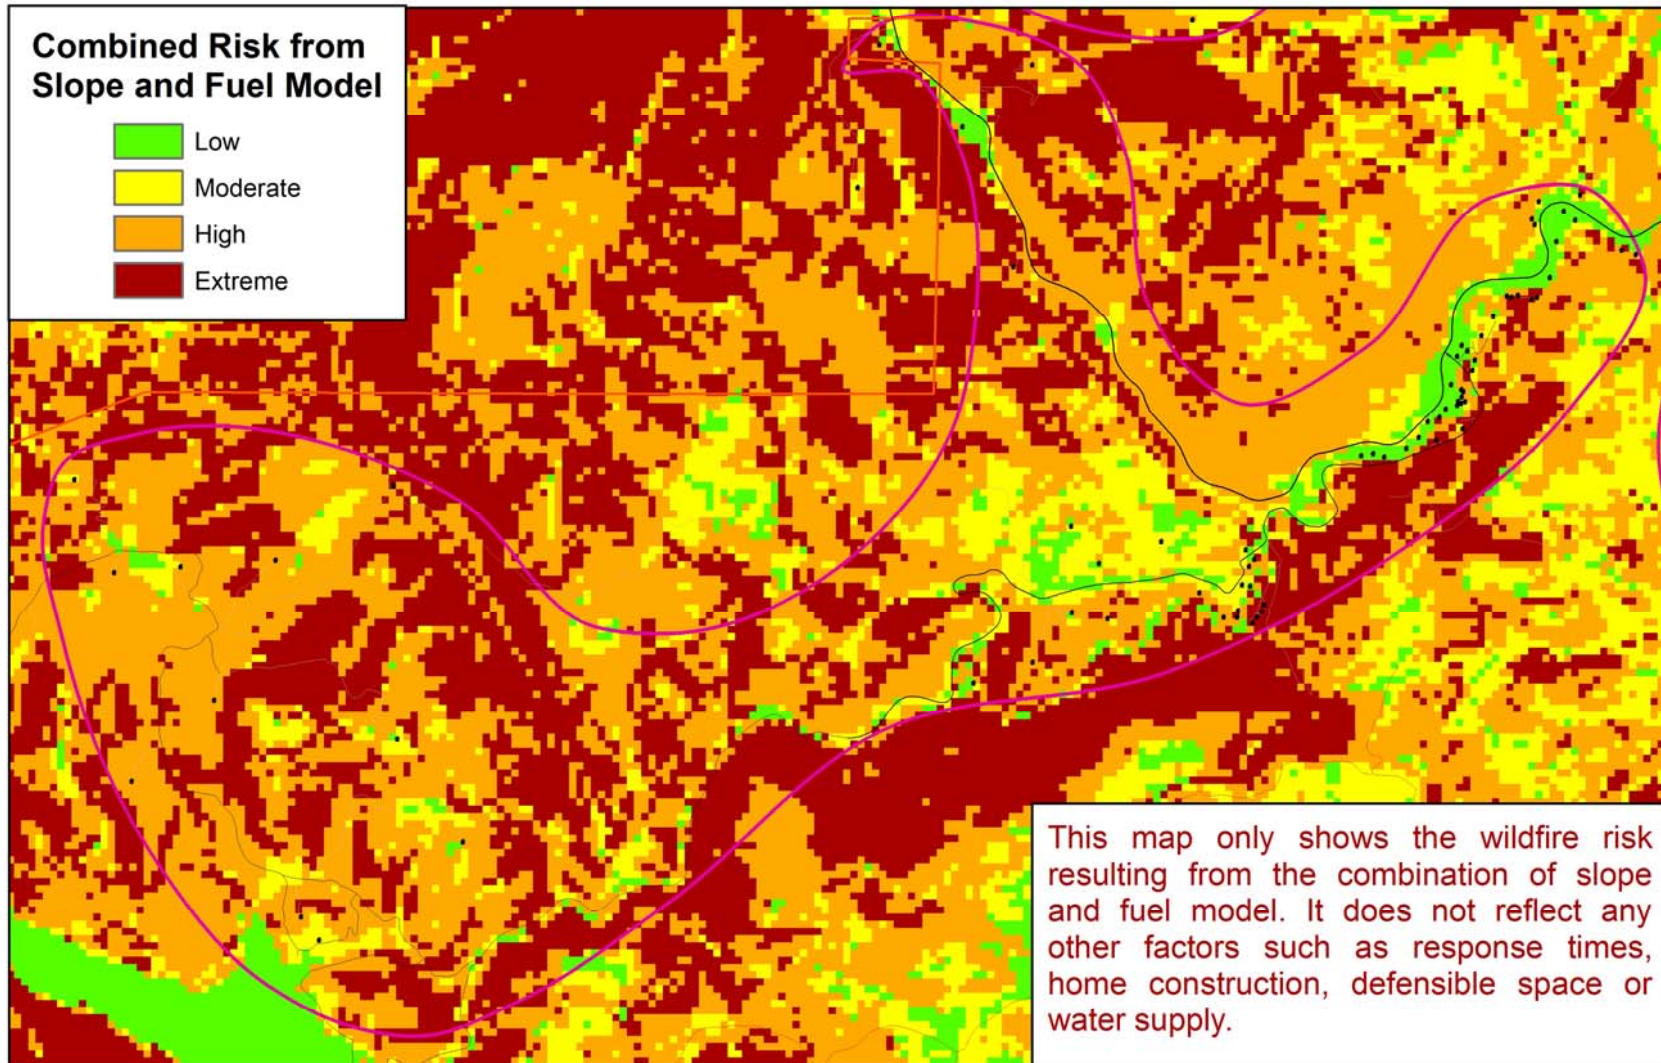 Combined Risk from
Slope and Fuel Model
Low
Moderate
High
Extreme
This map only shows the wildfire risk
resulting from the combination of slope
and fuel model. It does not reflect any
other factors such as response times,
home construction, defensible space or
water supply.